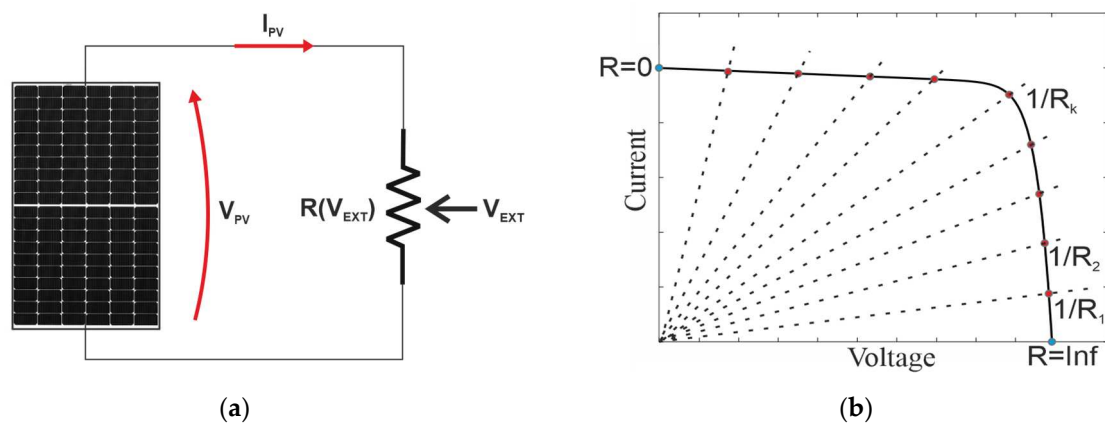 I_PV
V_PV
R(V_EXT)
V_EXT
(a)
R=0
Current
1/R_k
1/R_2
1/R_1
Voltage
R=Inf
(b)